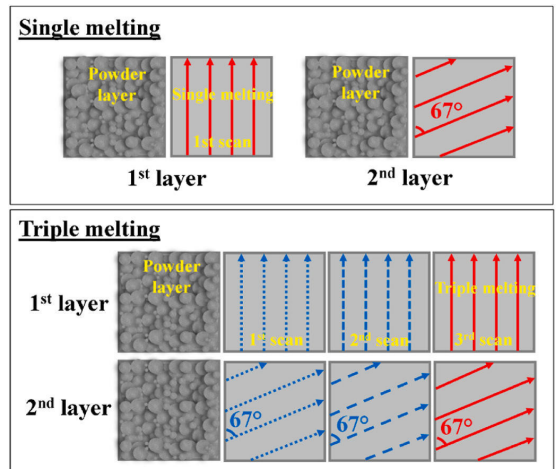 Single melting
Powder
layer
Single melting
1st scan
Powder
layer
67°
1st layer
2nd layer
Triple melting
1st layer
Powder
layer
1st scan
2nd scan
Triple melting
3rd scan
2nd layer
67°
67°
67°